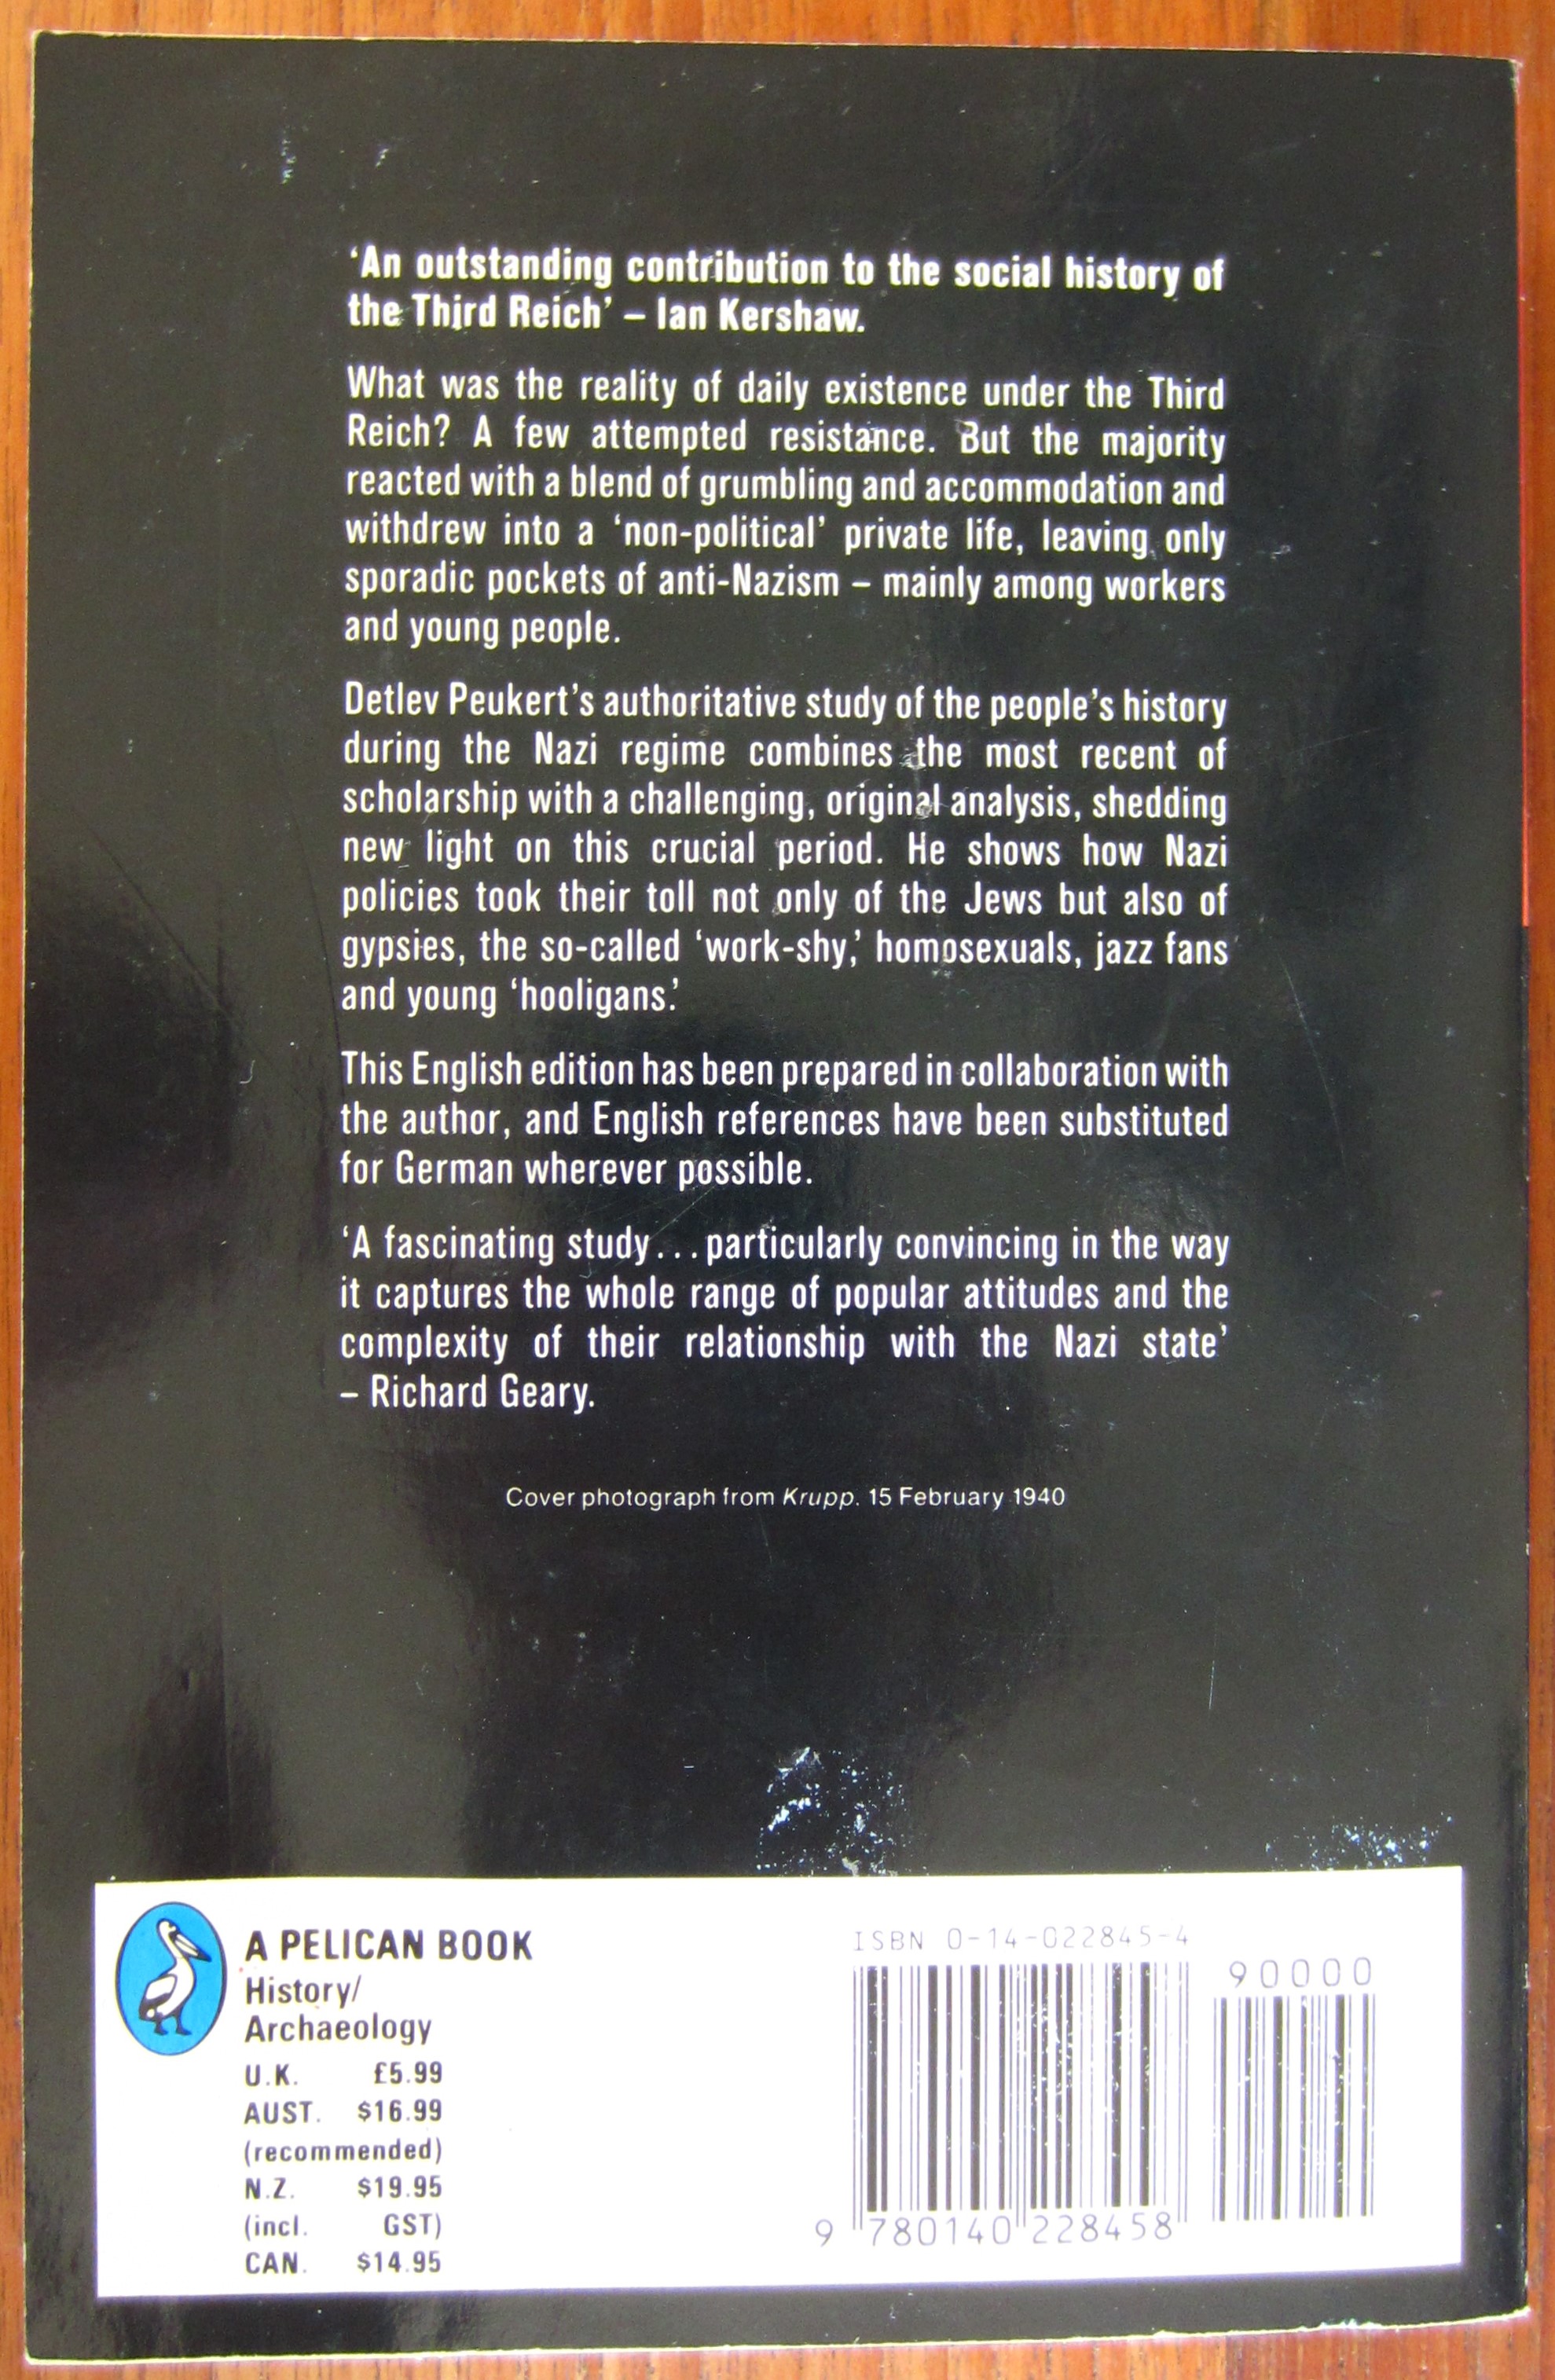 ‘An outstanding contribution to the social history of
the Third Reich’ – Ian Kershaw.
What was the reality of daily existence under the Third
Reich? A few attempted resistance. But the majority
reacted with a blend of grumbling and accommodation and
withdrew into a ‘non-political’ private life, leaving only
sporadic pockets of anti-Nazism – mainly among workers
and young people.
Detlev Peukert’s authoritative study of the people’s history
during the Nazi regime combines the most recent of
scholarship with a challenging, original analysis, shedding
new light on this crucial period. He shows how Nazi
policies took their toll not only of the Jews but also of
gypsies, the so-called ‘work-shy,’ homosexuals, jazz fans
and young ‘hooligans.’
This English edition has been prepared in collaboration with
the author, and English references have been substituted
for German wherever possible.
‘A fascinating study...particularly convincing in the way
it captures the whole range of popular attitudes and the
complexity of their relationship with the Nazi state’
– Richard Geary.
Cover photograph from Krupp. 15 February 1940
A PELICAN BOOK
History/
Archaeology
U.K. £5.99
AUST. $16.99
(recommended)
N.Z. $19.95
(incl. GST)
CAN. $14.95
ISBN 0-14-022845-4
90000
9 780140 228458